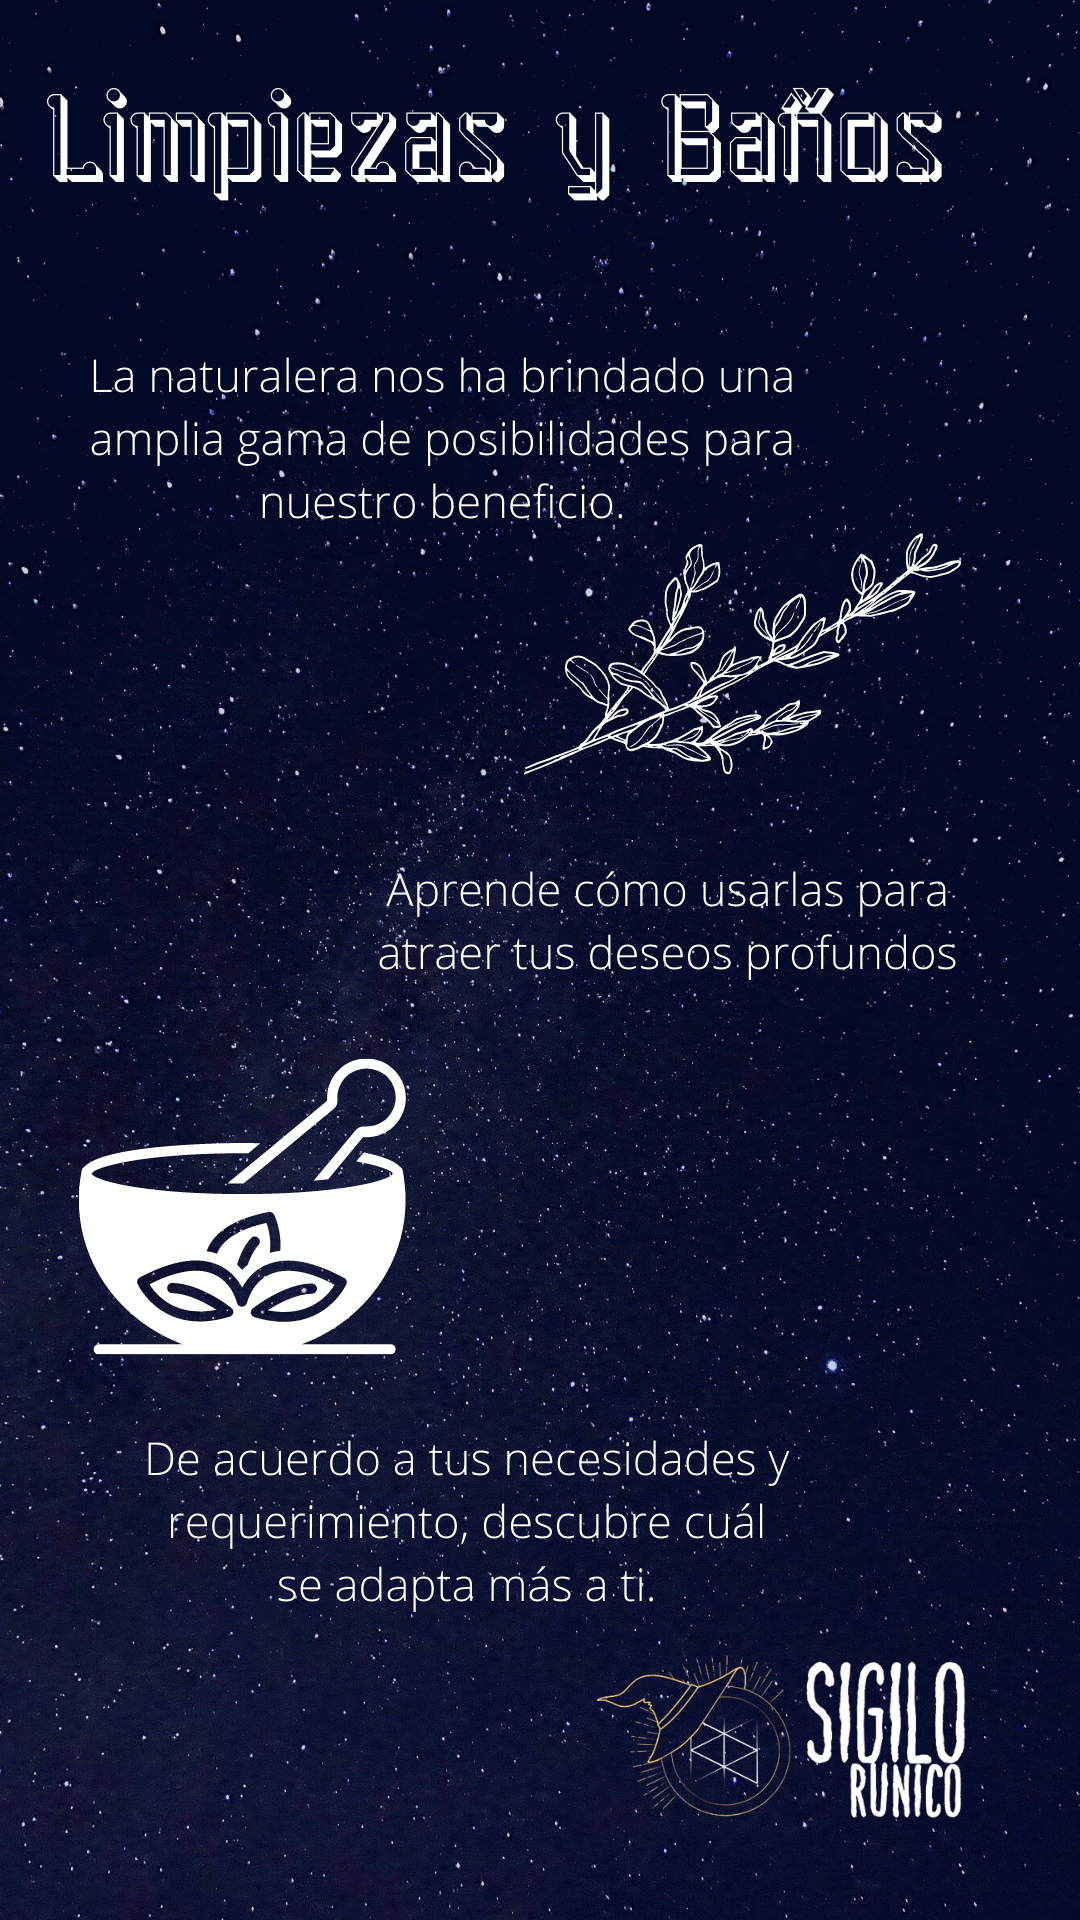 Limpiezas y Baños
La naturalera nos ha brindado una
amplia gama de posibilidades para
nuestro beneficio.
Aprende cómo usarlas para
atraer tus deseos profundos
De acuerdo a tus necesidades y
requerimiento, descubre cuál
se adapta más a ti.
SIGILO
RUNICO